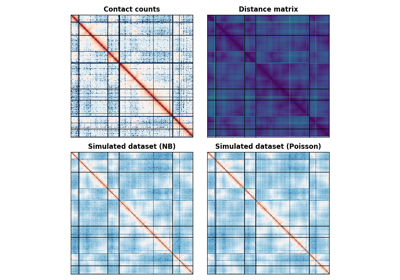 Contact counts
Distance matrix
Simulated dataset (NB)
Simulated dataset (Poisson)